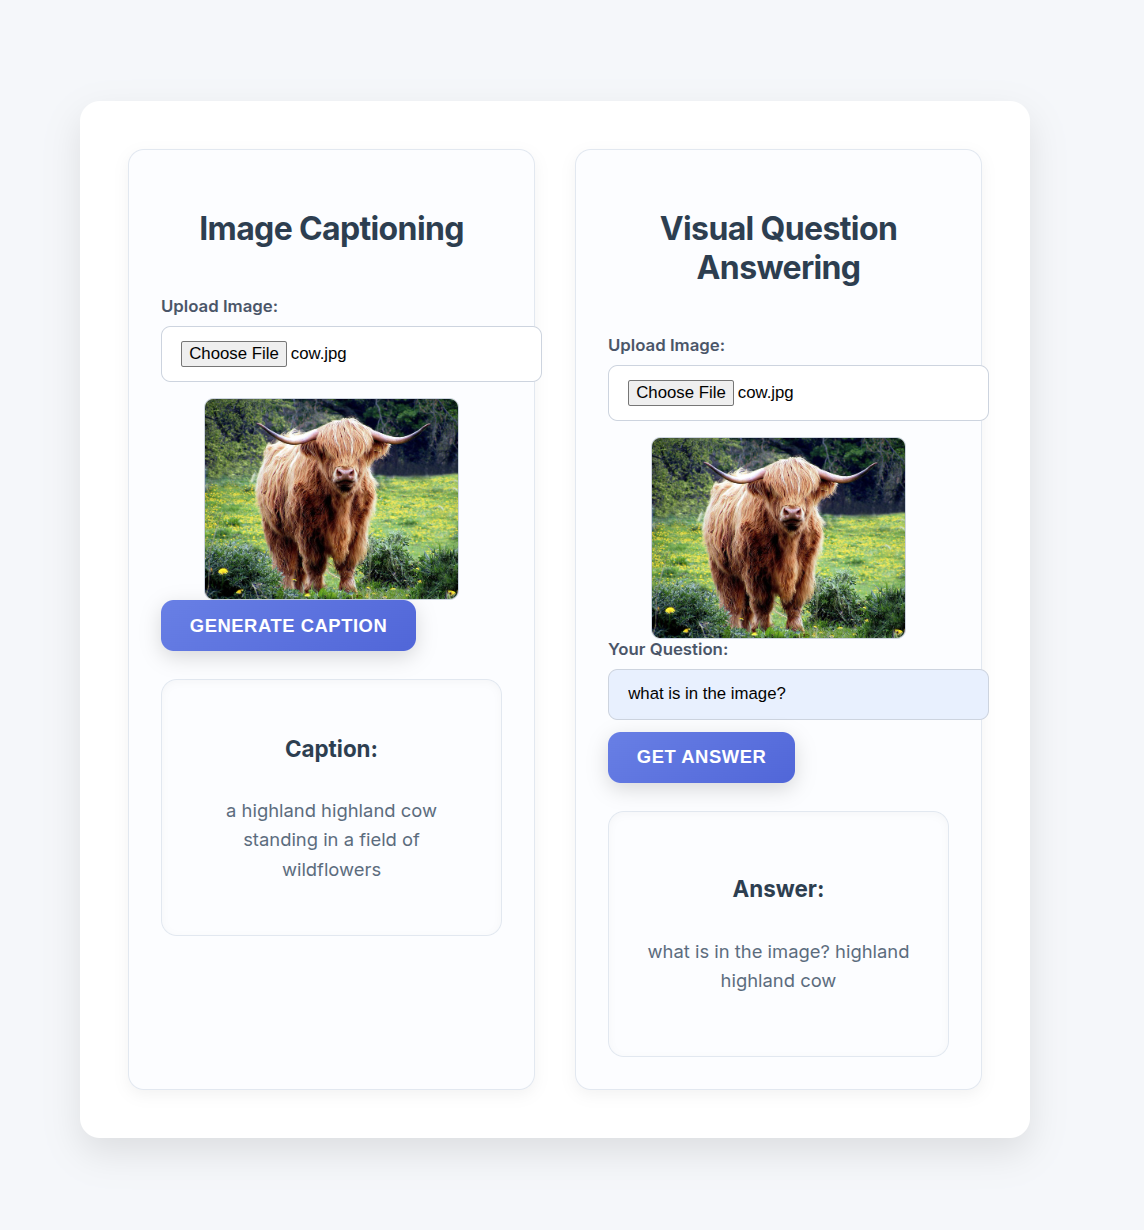 Image Captioning
Upload Image:
Choose File cow.jpg
GENERATE CAPTION
Caption:
a highland highland cow
standing in a field of
wildflowers
Visual Question
Answering
Upload Image:
Choose File cow.jpg
Your Question:
what is in the image?
GET ANSWER
Answer:
what is in the image? highland
highland cow